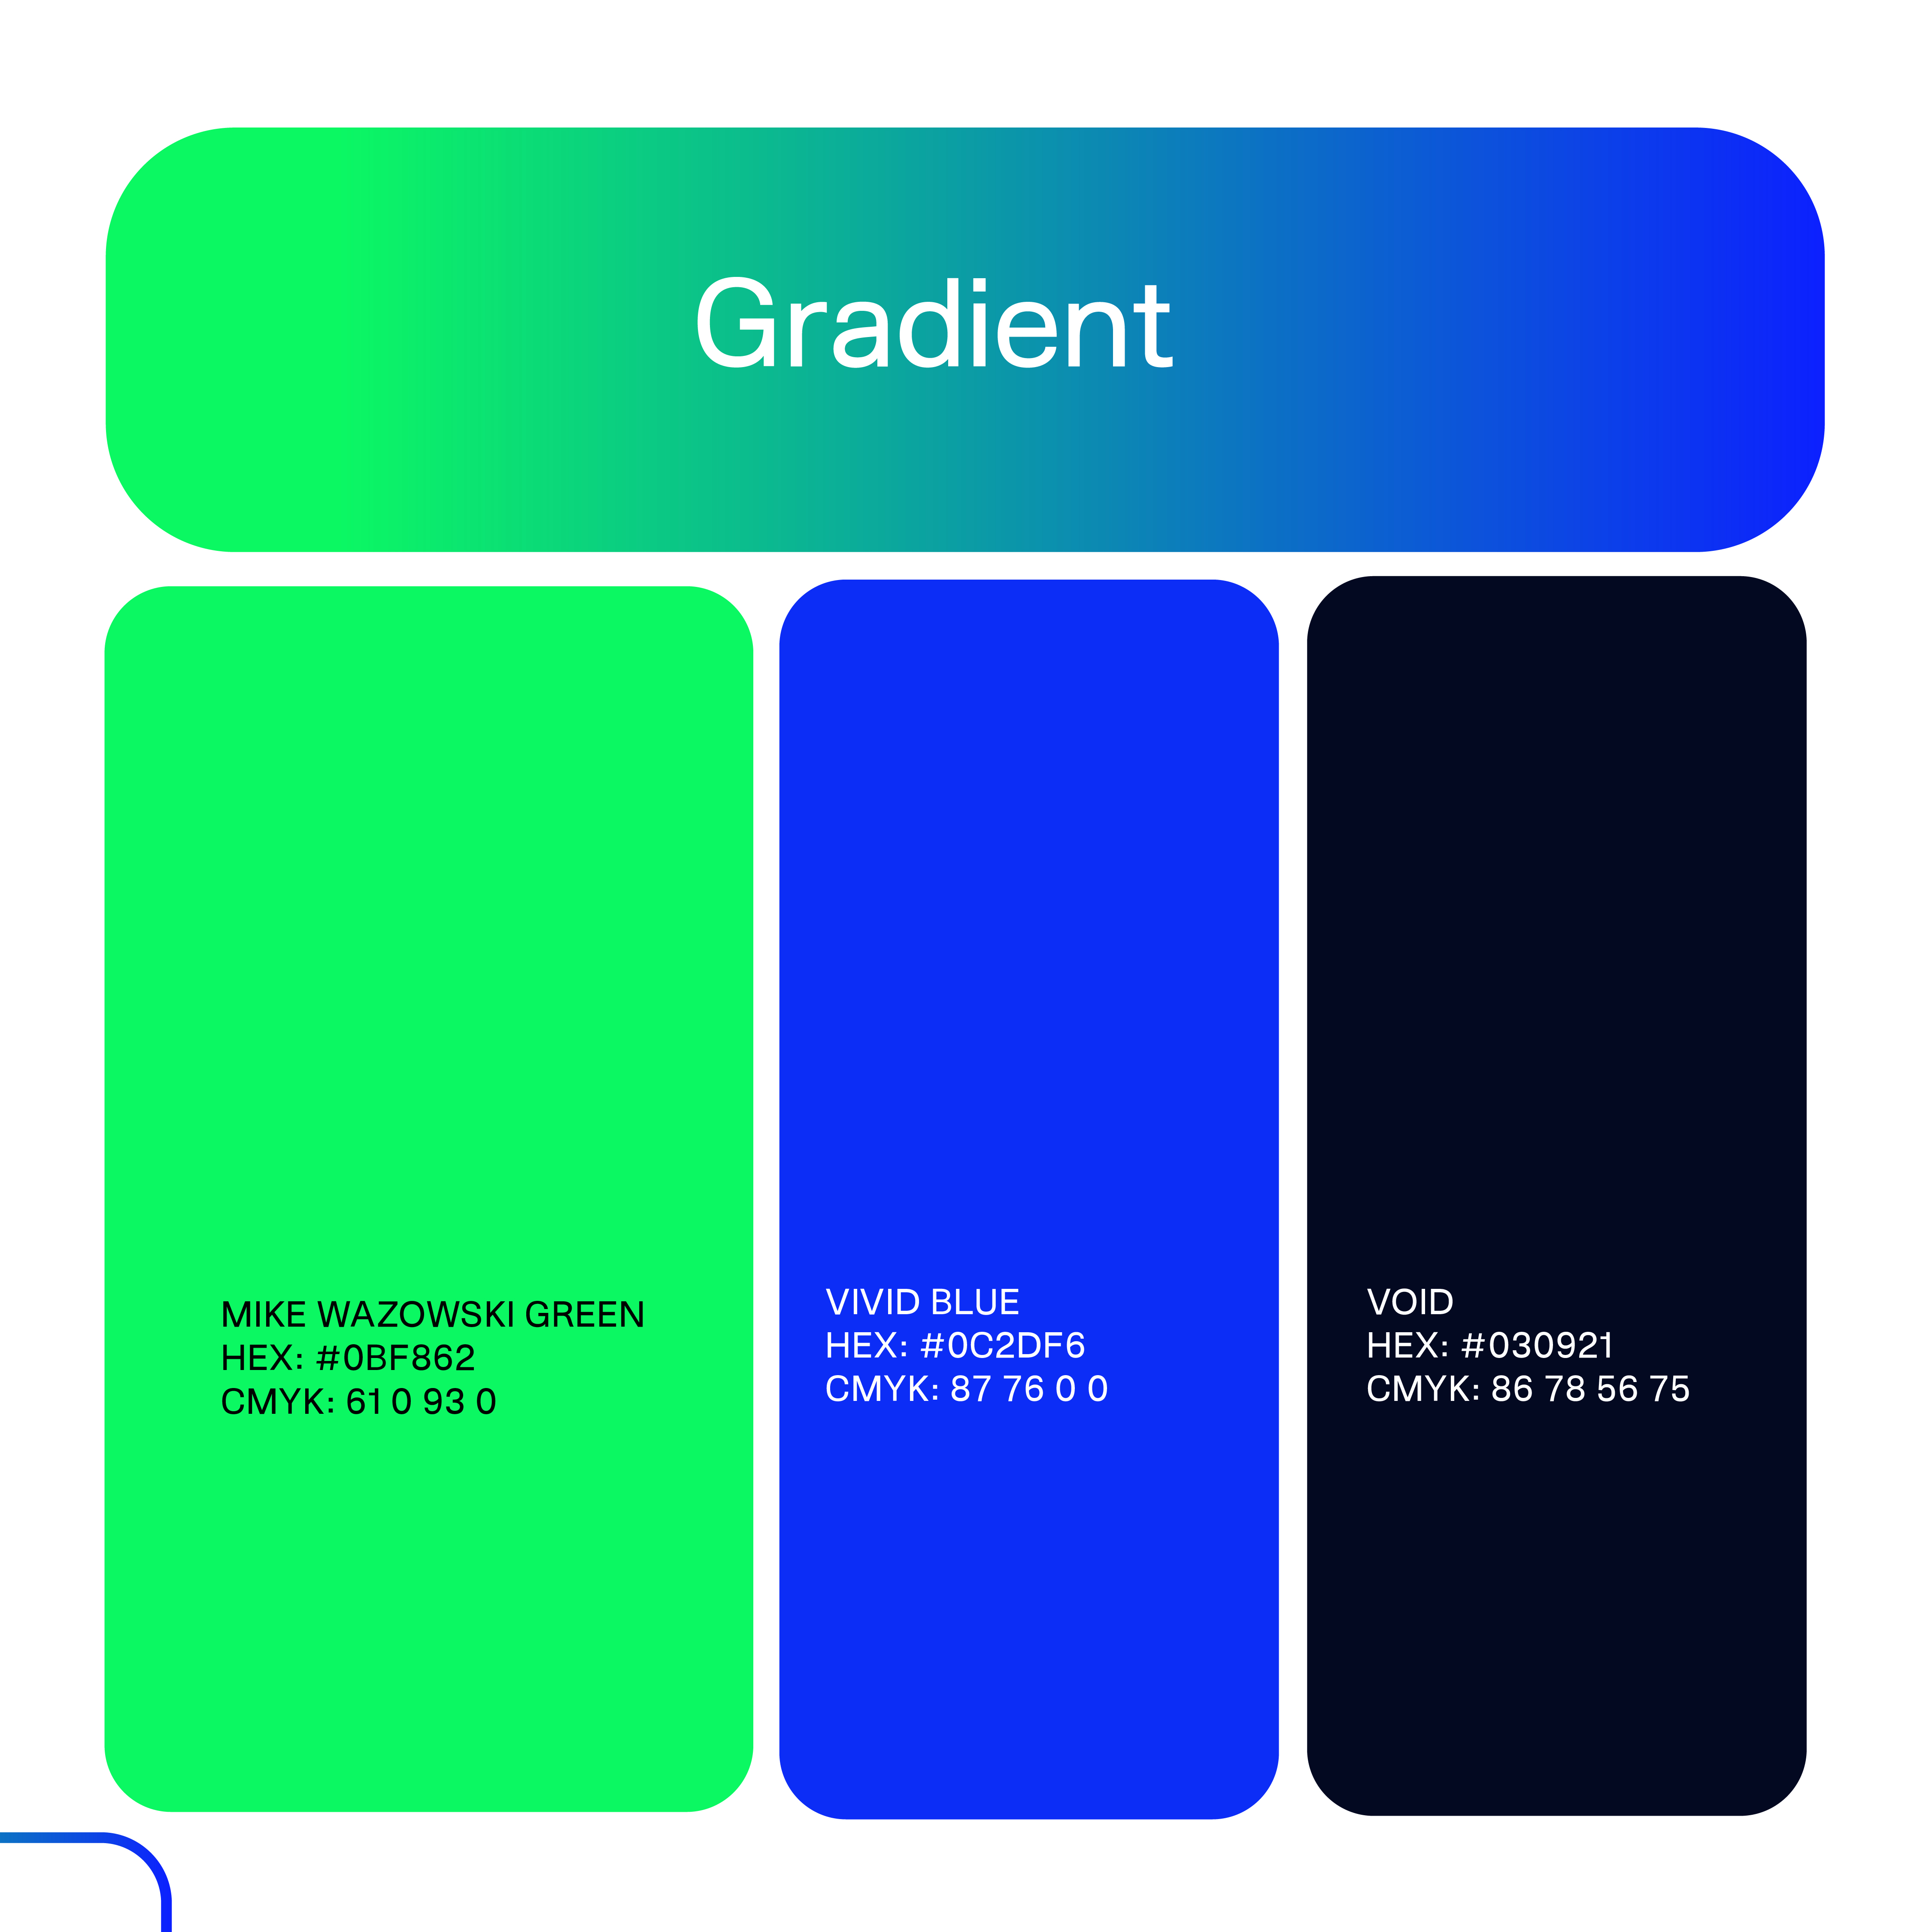 Gradient
MIKE WAZOWSKI GREEN
HEX: #0BF862
CMYK: 61 0 93 0
VIVID BLUE
HEX: #0C2DF6
CMYK: 87 76 0 0
VOID
HEX: #030921
CMYK: 86 78 56 75